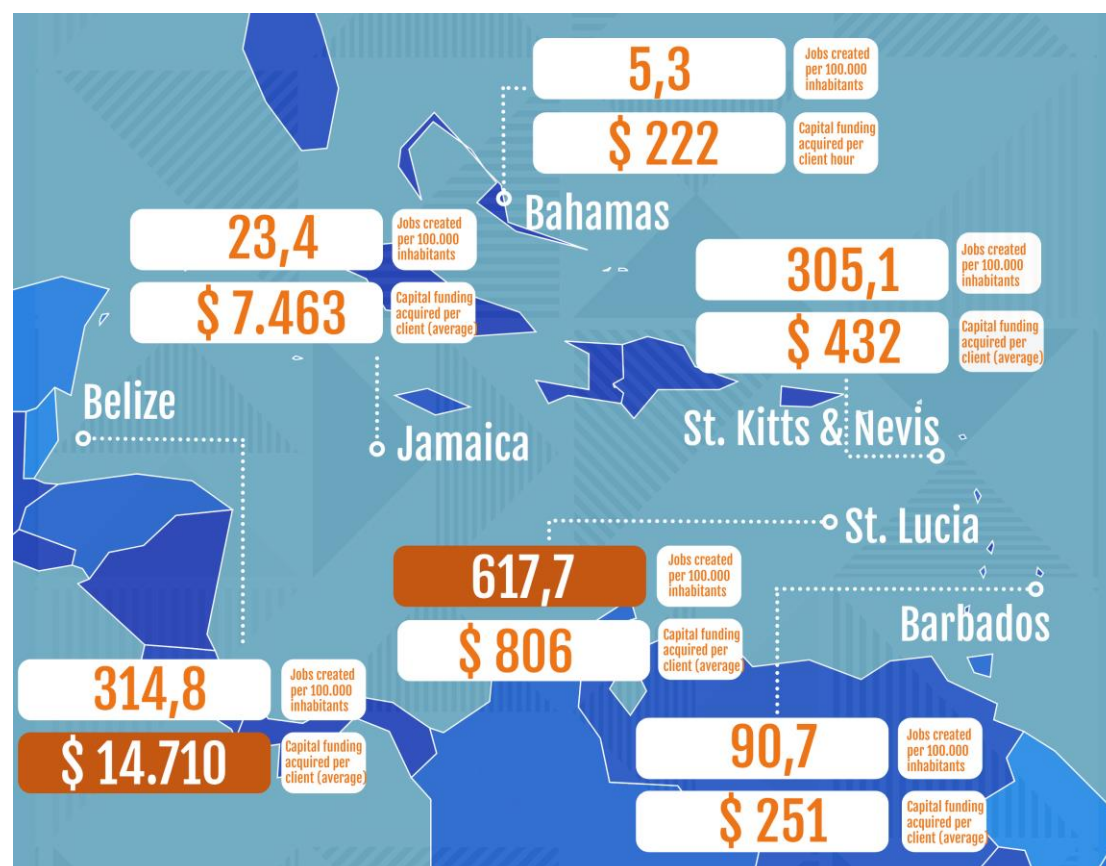 5,3
Jobs created
per 100.000
inhabitants
$ 222
Capital funding
acquired per
client hour
Bahamas
23,4
Jobs created
per 100.000
inhabitants
$ 7.463
Capital funding
acquired per
client (average)
Jamaica
305,1
Jobs created
per 100.000
inhabitants
$ 432
Capital funding
acquired per
client (average)
St. Kitts & Nevis
Belize
314,8
Jobs created
per 100.000
inhabitants
$ 14.710
Capital funding
acquired per
client (average)
St. Lucia
617,7
Jobs created
per 100.000
inhabitants
$ 806
Capital funding
acquired per
client (average)
Barbados
90,7
Jobs created
per 100.000
inhabitants
$ 251
Capital funding
acquired per
client (average)